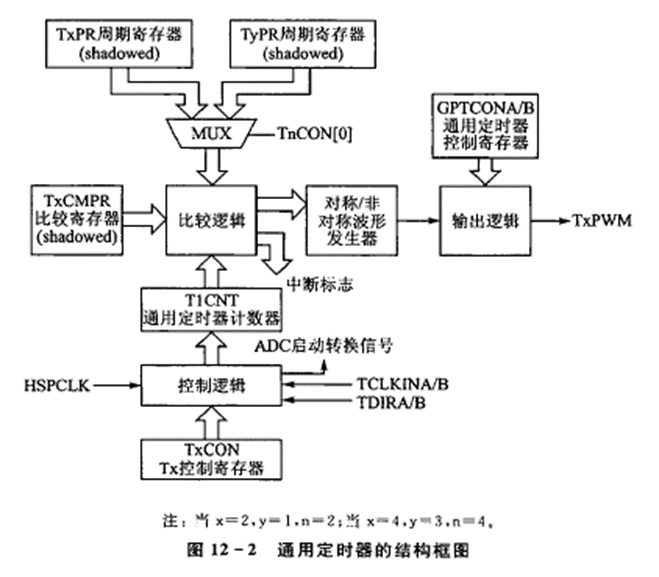 TxPR周期寄存器
(shadowed)
TyPR周期寄存器
(shadowed)
MUX
TnCON[0]
GPTCONA/B
通用定时器
控制寄存器
TxCMPR
比较寄存器
(shadowed)
比较逻辑
对称/非
对称波形
发生器
输出逻辑
TxPWM
中断标志
T1CNT
通用定时器计数器
ADC启动转换信号
HSPCLK
控制逻辑
TCLKINA/B
TDIRA/B
TxCON
Tx控制寄存器
注：当 x=2,y=1,n=2;当 x=4,y=3,n=4。
图 12-2 通用定时器的结构框图